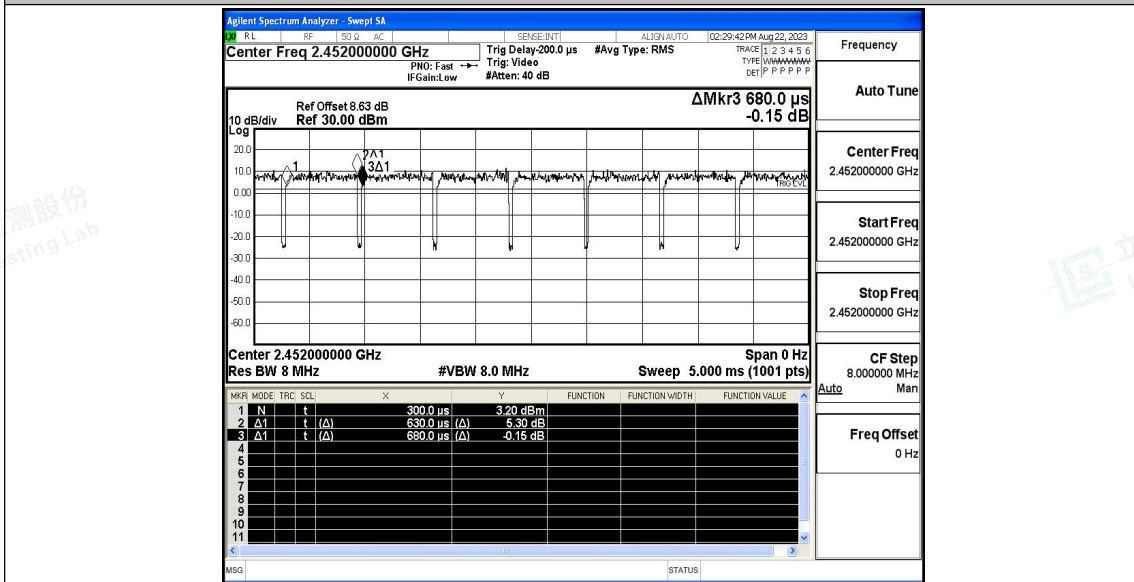 Agilent Spectrum Analyzer - Swept SA
LXI RL RF 50 Ω AC SENSE:INT ALIGN AUTO 02:29:42 PM Aug 22, 2023
Center Freq 2.452000000 GHz
Trig Delay-200.0 µs #Avg Type: RMS TRACE 1 2 3 4 5 6
PNO: Fast Trig: Video TYPE WWWWWW
IFGain:Low #Atten: 40 dB DET P P P P P P
Frequency
ΔMkr3 680.0 µs
-0.15 dB
Ref Offset 8.63 dB
10 dB/div Ref 30.00 dBm
Log
20.0
10.0
0.00
-10.0
-20.0
-30.0
-40.0
-50.0
-60.0
1
2Δ1
3Δ1
TRIG LVL
Center 2.452000000 GHz Span 0 Hz
Res BW 8 MHz #VBW 8.0 MHz Sweep 5.000 ms (1001 pts)
MKR MODE TRC SCL X Y FUNCTION FUNCTION WIDTH FUNCTION VALUE
1 N t 300.0 µs 3.20 dBm
2 Δ1 t (Δ) 630.0 µs (Δ) 5.30 dB
3 Δ1 t (Δ) 680.0 µs (Δ) -0.15 dB
4
5
6
7
8
9
10
11
MSG STATUS
Auto Tune
Center Freq
2.452000000 GHz
Start Freq
2.452000000 GHz
Stop Freq
2.452000000 GHz
CF Step
8.000000 MHz
Auto Man
Freq Offset
0 Hz
测股份
sting Lab
立